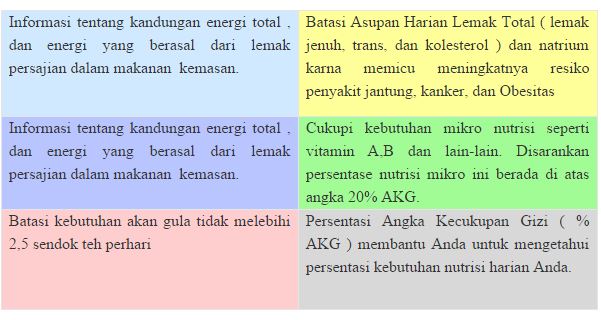 Informasi tentang kandungan energi total ,
dan energi yang berasal dari lemak
persajian dalam makanan kemasan.
Batasi Asupan Harian Lemak Total ( lemak
jenuh, trans, dan kolesterol ) dan natrium
karna memicu meningkatnya resiko
penyakit jantung, kanker, dan Obesitas
Informasi tentang kandungan energi total ,
dan energi yang berasal dari lemak
persajian dalam makanan kemasan.
Cukupi kebutuhan mikro nutrisi seperti
vitamin A,B dan lain-lain. Disarankan
persentase nutrisi mikro ini berada di atas
angka 20% AKG.
Batasi kebutuhan akan gula tidak melebihi
2,5 sendok teh perhari
Persentasi Angka Kecukupan Gizi ( %
AKG ) membantu Anda untuk mengetahui
persentasi kebutuhan nutrisi harian Anda.